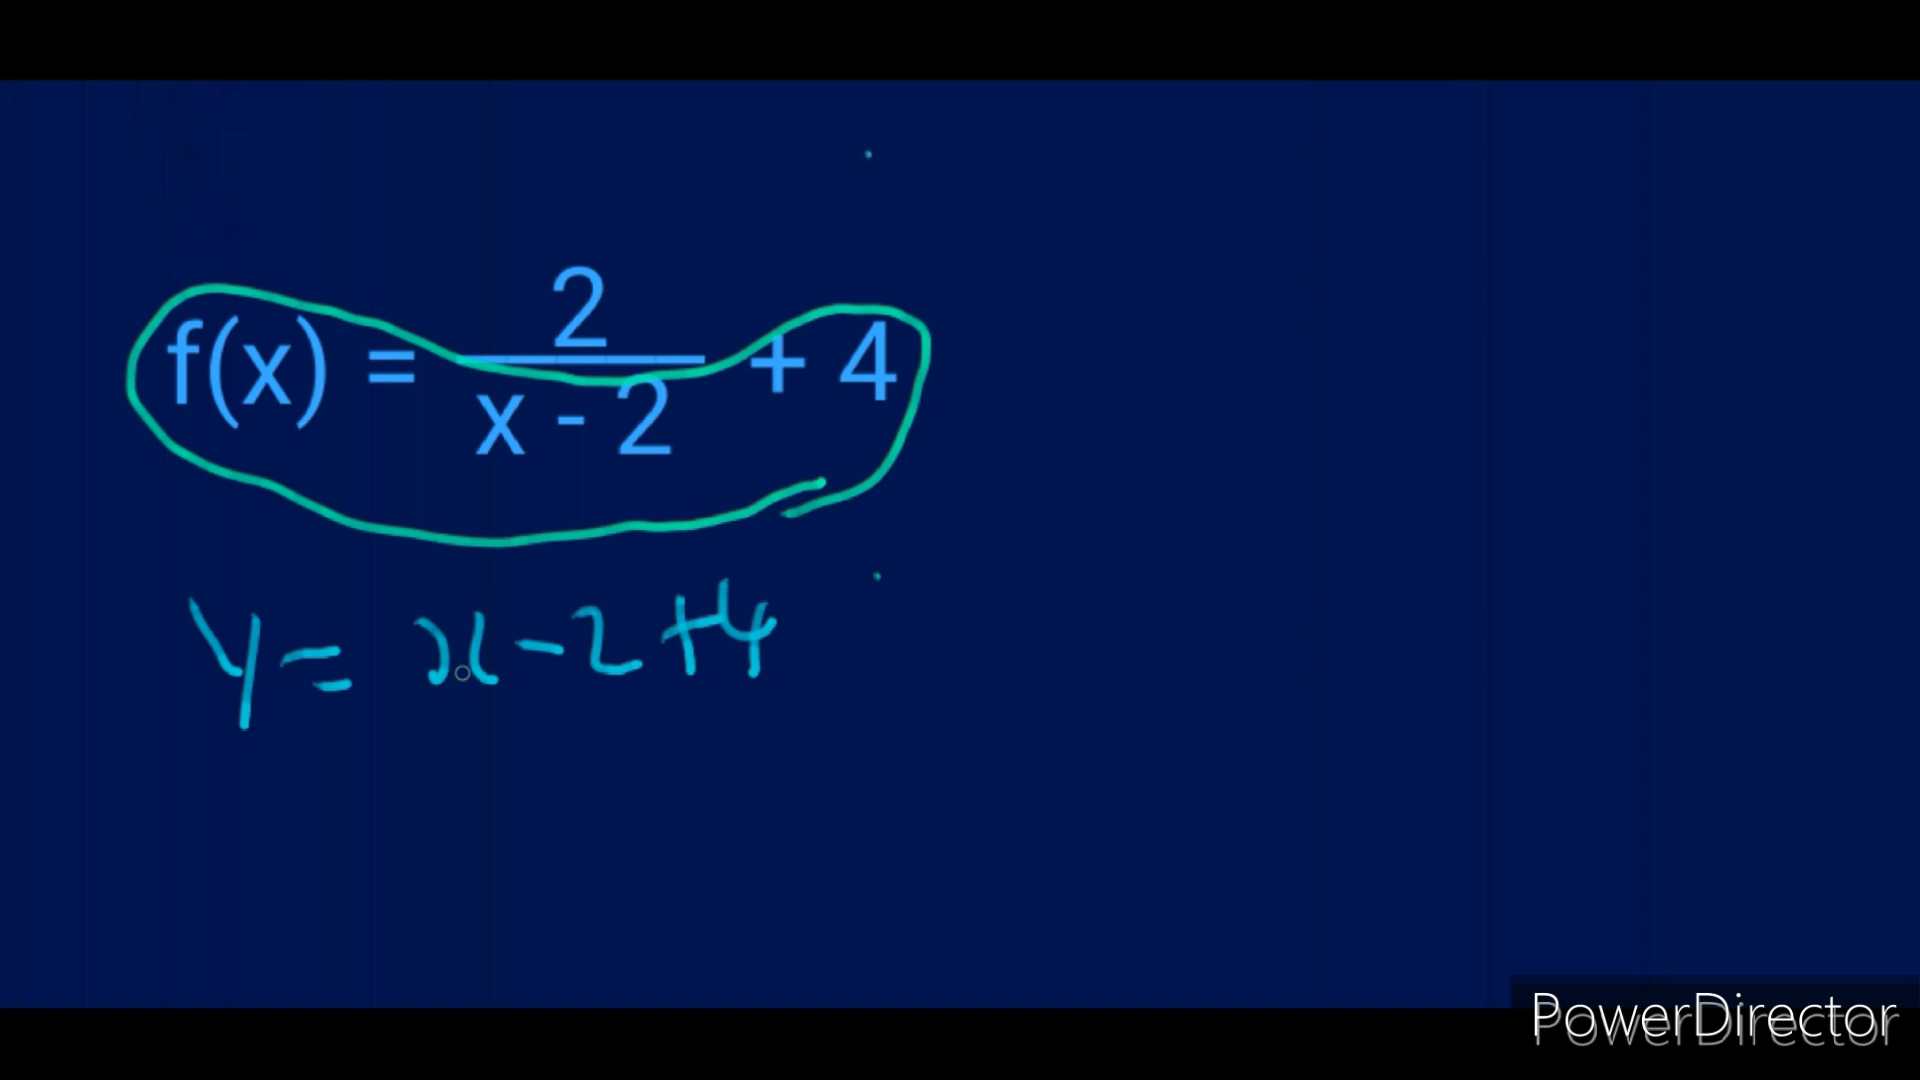 f(x) = 2/(x - 2) + 4
y = x - 2 + 4
PowerDirector